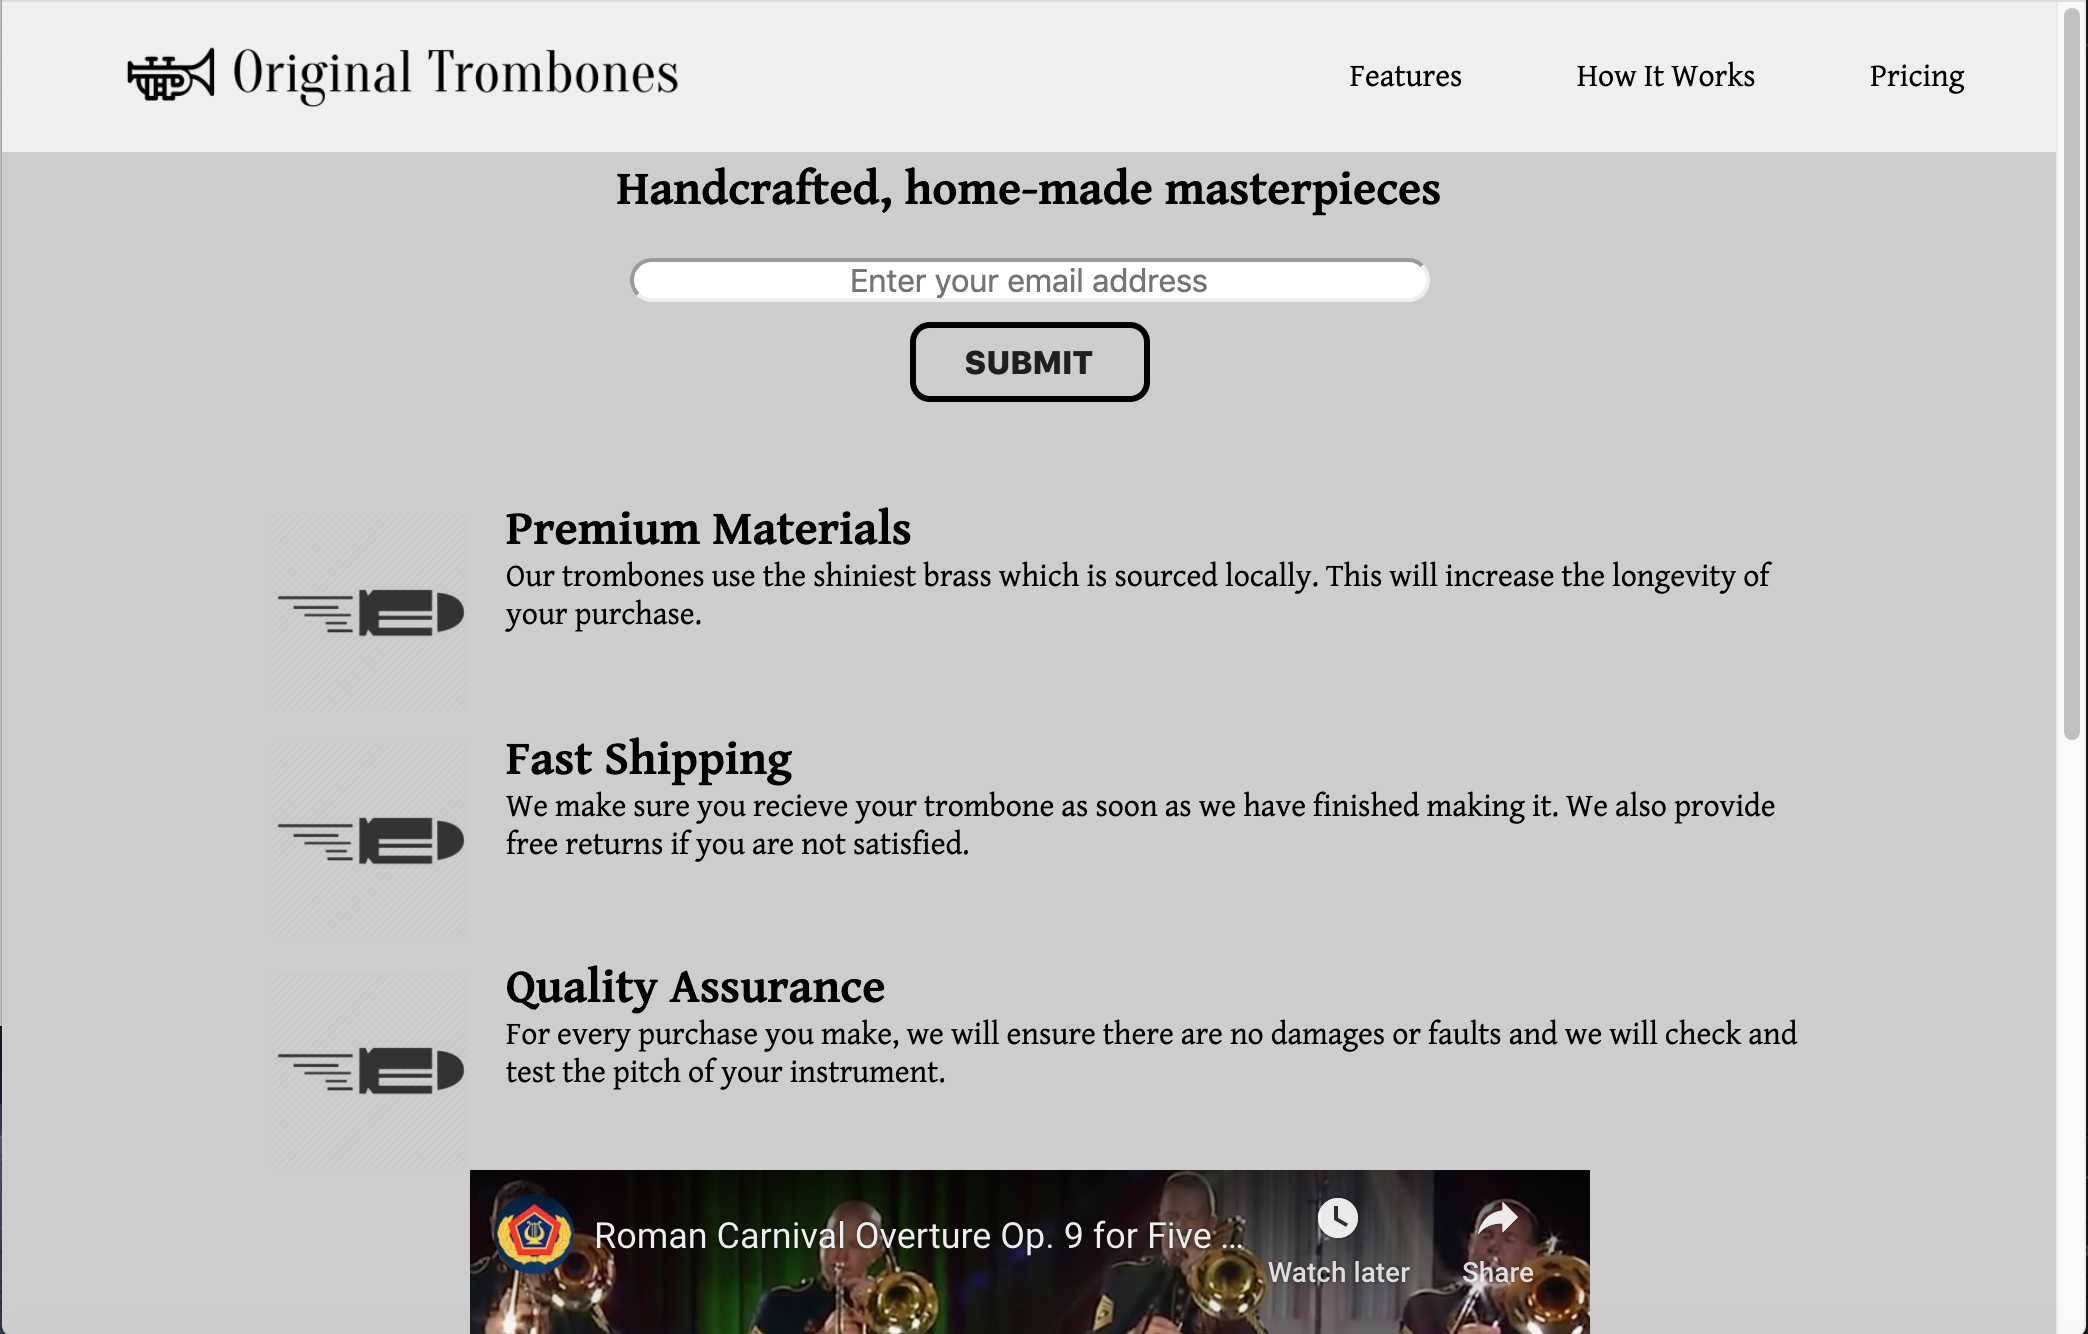 Original Trombones
Features
How It Works
Pricing
Handcrafted, home-made masterpieces
Enter your email address
SUBMIT
Premium Materials
Our trombones use the shiniest brass which is sourced locally. This will increase the longevity of
your purchase.
Fast Shipping
We make sure you recieve your trombone as soon as we have finished making it. We also provide
free returns if you are not satisfied.
Quality Assurance
For every purchase you make, we will ensure there are no damages or faults and we will check and
test the pitch of your instrument.
Roman Carnival Overture Op. 9 for Five ...
Watch later
Share